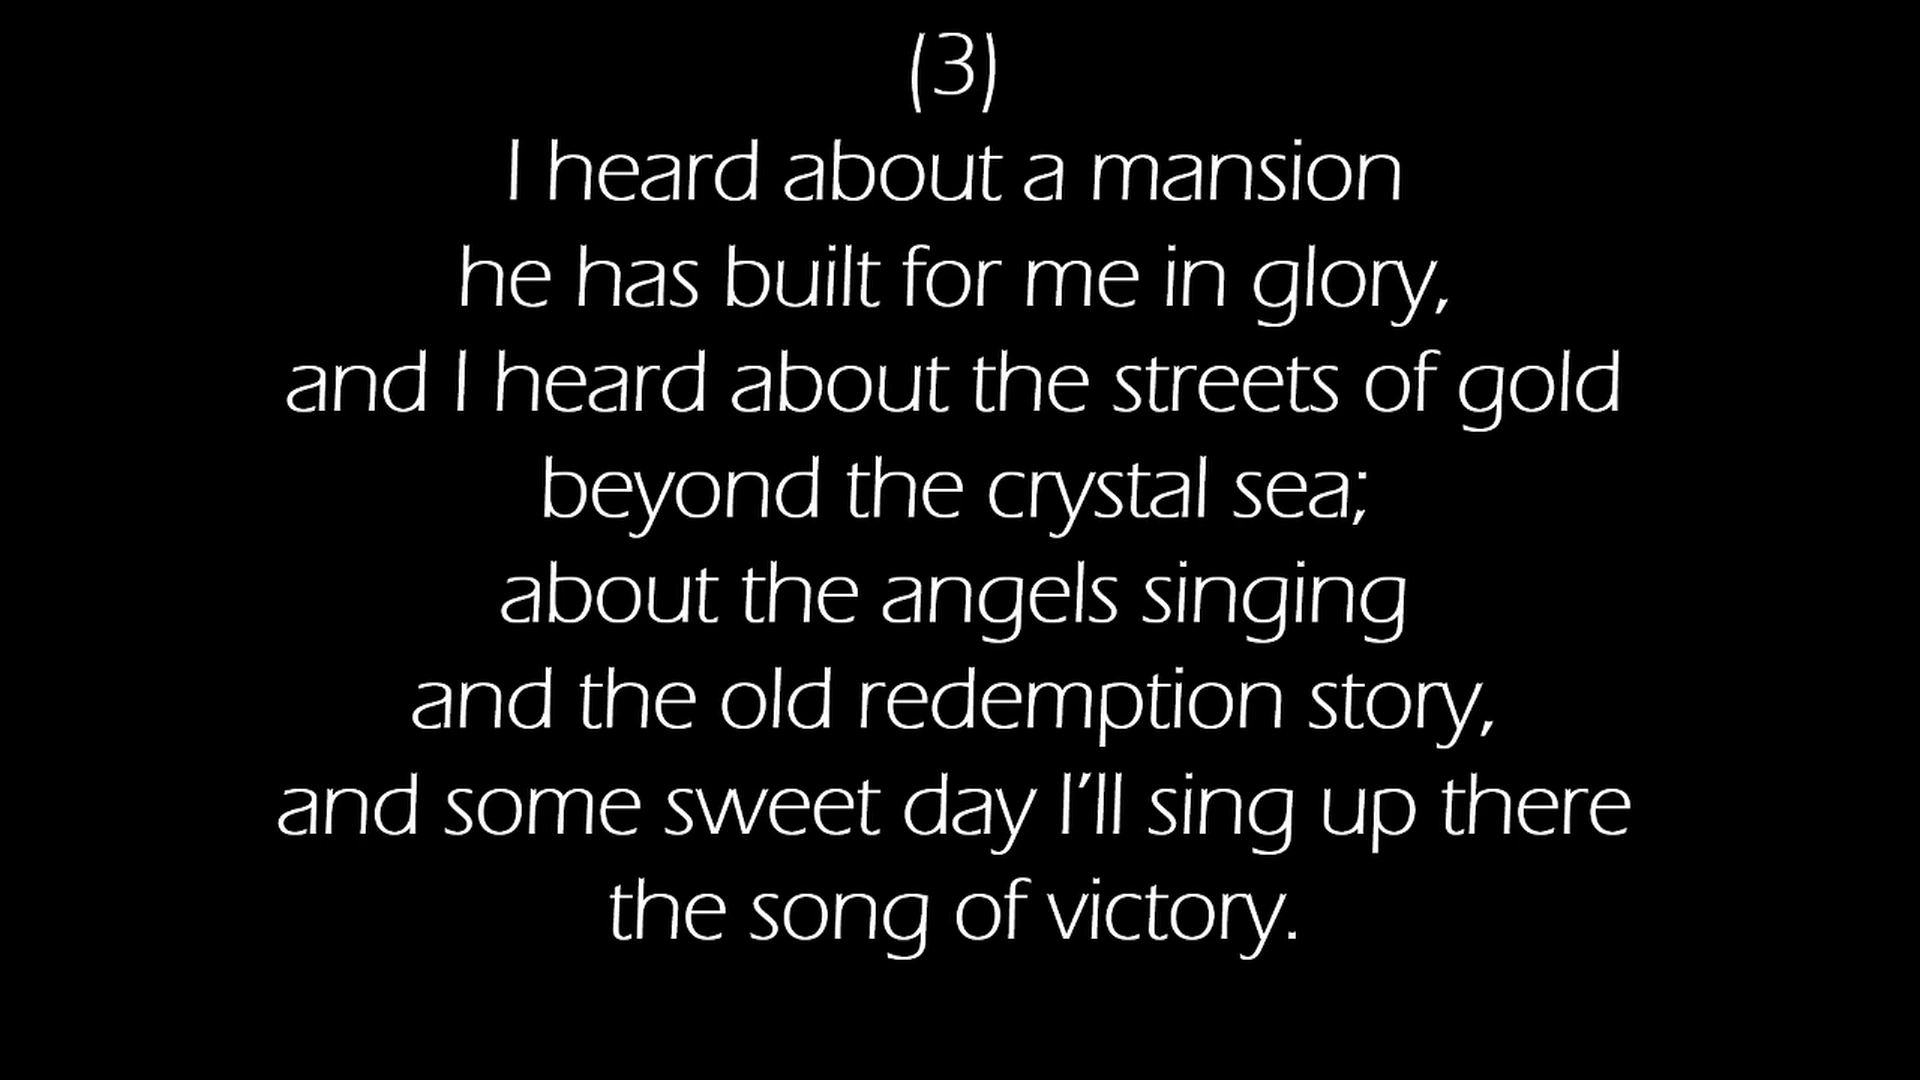 (3)
I heard about a mansion
he has built for me in glory,
and I heard about the streets of gold
beyond the crystal sea;
about the angels singing
and the old redemption story,
and some sweet day I’ll sing up there
the song of victory.